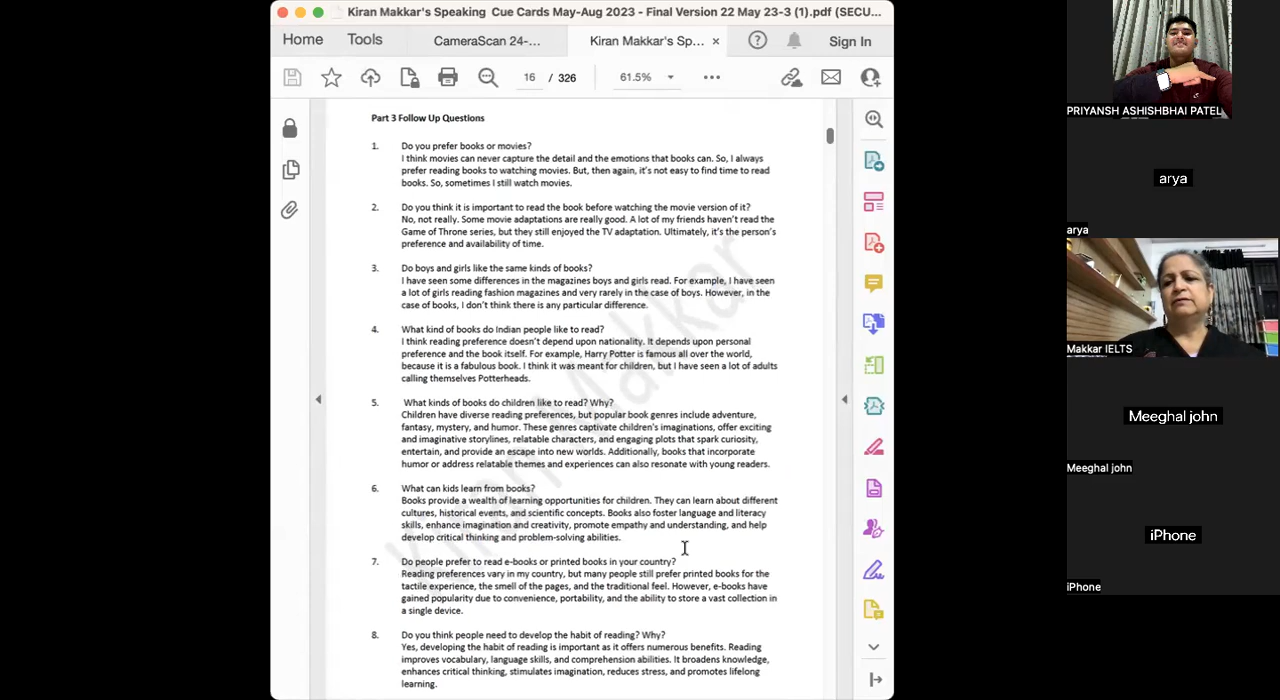 Kiran Makkar's Speaking Cue Cards May-Aug 2023 - Final Version 22 May 23-3 (1).pdf (SECU...
Home
Tools
CameraScan 24-...
Kiran Makkar's Sp...
Sign In
16 / 326
61.5%
Part 3 Follow Up Questions
1. Do you prefer books or movies?
I think movies can never capture the detail and the emotions that books can. So, I always
prefer reading books to watching movies. But, then again, it's not easy to find time to read
books. So, sometimes I still watch movies.
2. Do you think it is important to read the book before watching the movie version of it?
No, not really. Some movie adaptations are really good. A lot of my friends haven't read the
Game of Throne series, but they still enjoyed the TV adaptation. Ultimately, it's the person's
preference and availability of time.
3. Do boys and girls like the same kinds of books?
I have seen some differences in the magazines boys and girls read. For example, I have seen
a lot of girls reading fashion magazines and very rarely in the case of boys. However, in the
case of books, I don't think there is any particular difference.
4. What kind of books do Indian people like to read?
I think reading preference doesn't depend upon nationality. It depends upon personal
preference and the book itself. For example, Harry Potter is famous all over the world,
because it is a fabulous book. I think it was meant for children, but I have seen a lot of adults
calling themselves Potterheads.
5. What kinds of books do children like to read? Why?
Children have diverse reading preferences, but popular book genres include adventure,
fantasy, mystery, and humor. These genres captivate children's imaginations, offer exciting
and imaginative storylines, relatable characters, and engaging plots that spark curiosity,
entertain, and provide an escape into new worlds. Additionally, books that incorporate
humor or address relatable themes and experiences can also resonate with young readers.
6. What can kids learn from books?
Books provide a wealth of learning opportunities for children. They can learn about different
cultures, historical events, and scientific concepts. Books also foster language and literacy
skills, enhance imagination and creativity, promote empathy and understanding, and help
develop critical thinking and problem-solving abilities.
7. Do people prefer to read e-books or printed books in your country?
Reading preferences vary in my country, but many people still prefer printed books for the
tactile experience, the smell of the pages, and the traditional feel. However, e-books have
gained popularity due to convenience, portability, and the ability to store a vast collection in
a single device.
8. Do you think people need to develop the habit of reading? Why?
Yes, developing the habit of reading is important as it offers numerous benefits. Reading
improves vocabulary, language skills, and comprehension abilities. It broadens knowledge,
enhances critical thinking, stimulates imagination, reduces stress, and promotes lifelong
learning.
Kiran Makkar
PRIYANSH ASHISHBHAI PATEL
arya
arya
Makkar IELTS
Meeghal john
Meeghal john
iPhone
iPhone